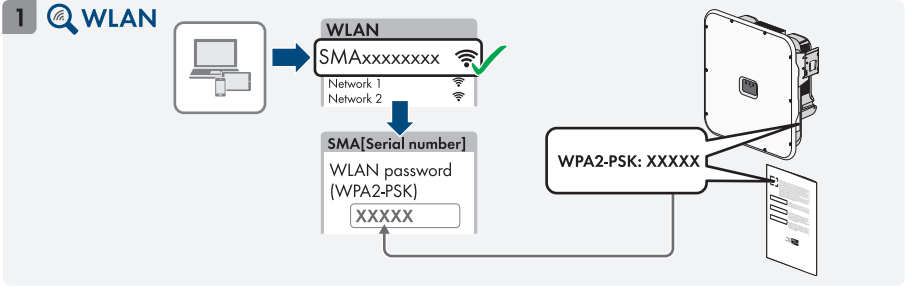 1 WLAN
WLAN
SMAxxxxxxxx
Network 1
Network 2
SMA[Serial number]
WLAN password
(WPA2-PSK)
XXXXX
WPA2-PSK: XXXXX